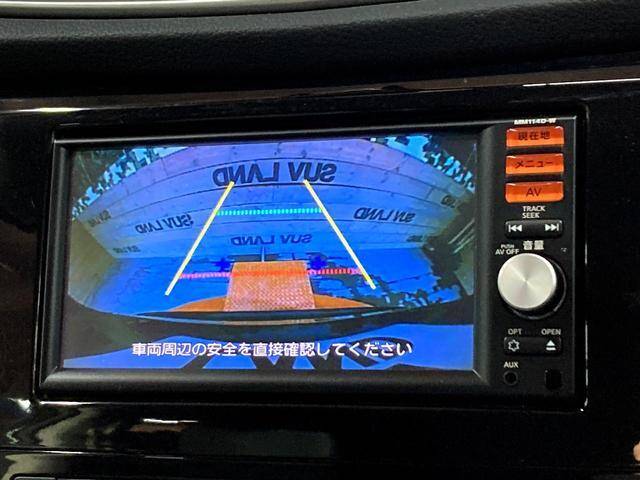 MM114D-W
SUV LAND
SUV LAND
SUV LAND
SUV LAND
SUV LAND
現在地
メニュー
AV
TRACK
SEEK
PUSH
AV OFF
音量
OPT
OPEN
AUX
車両周辺の安全を直接確認してください